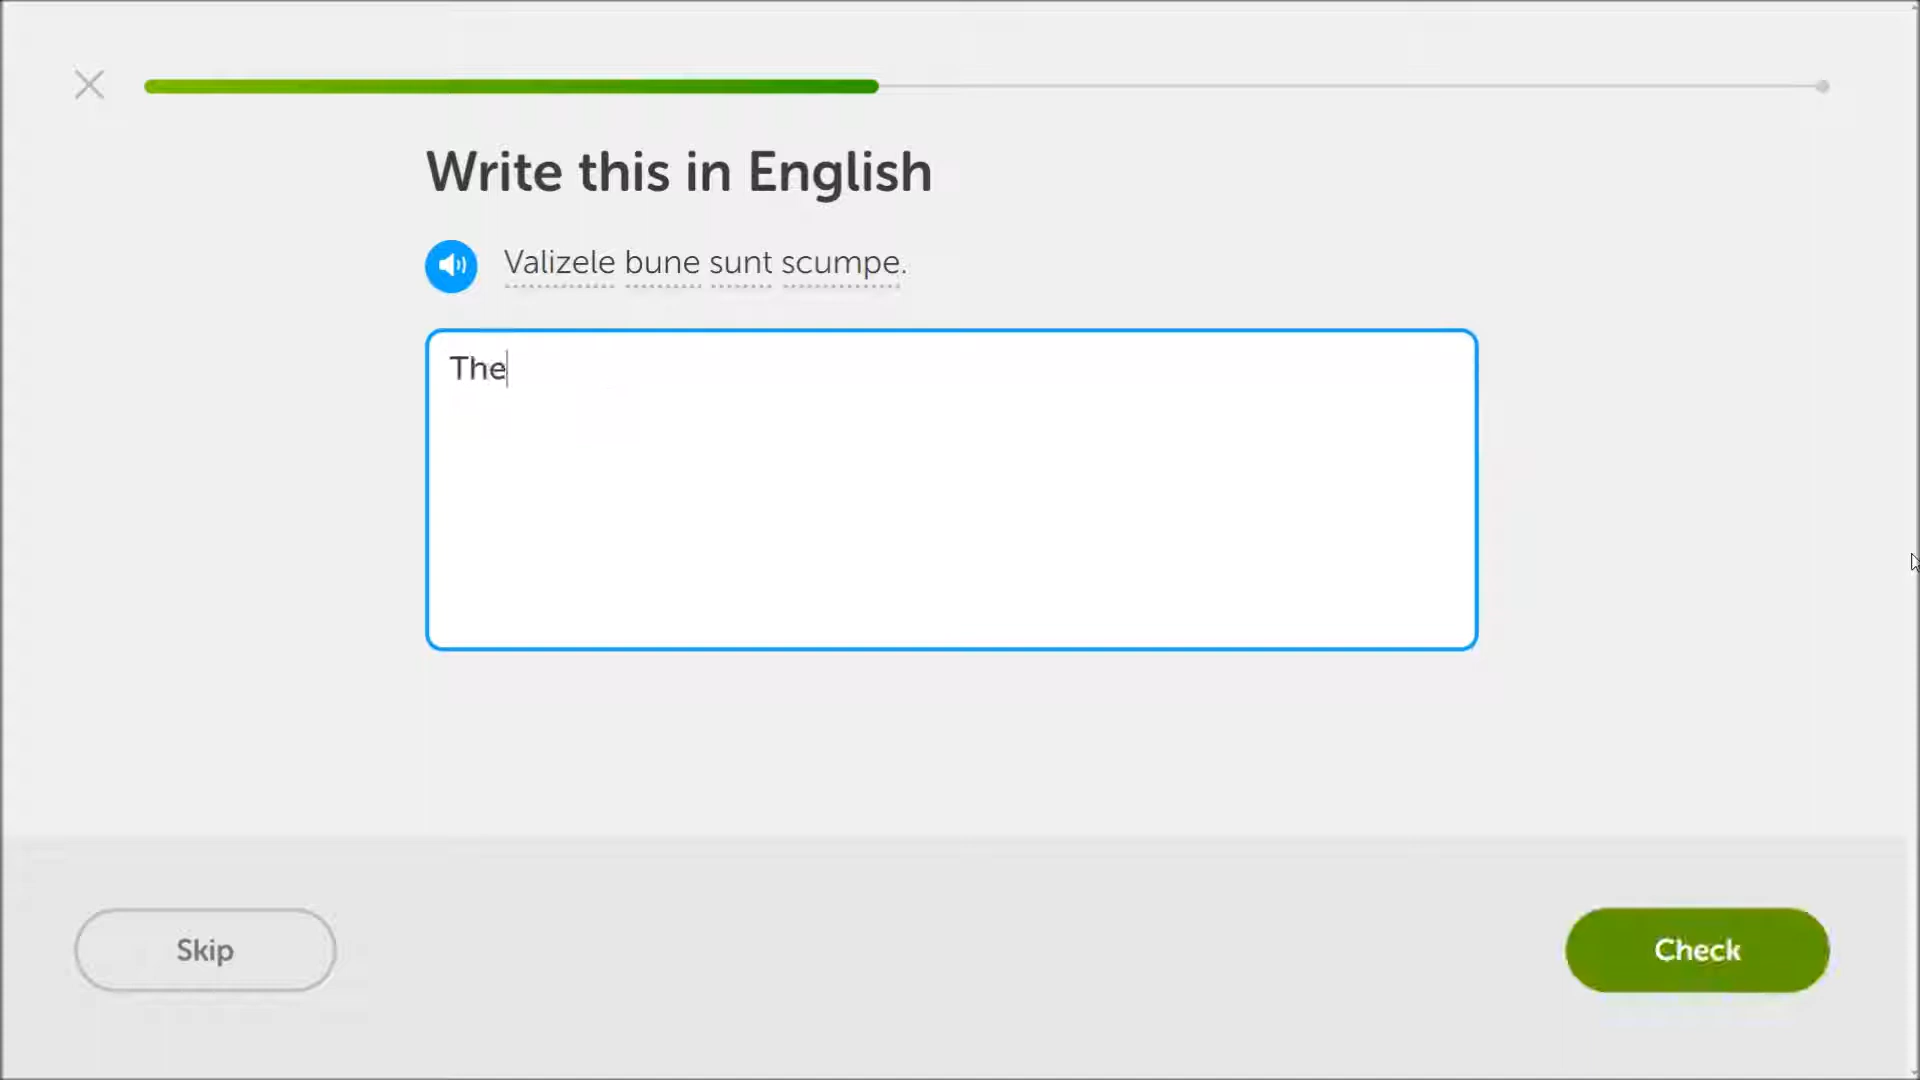 Write this in English
Valizele bune sunt scumpe.
The
Skip
Check